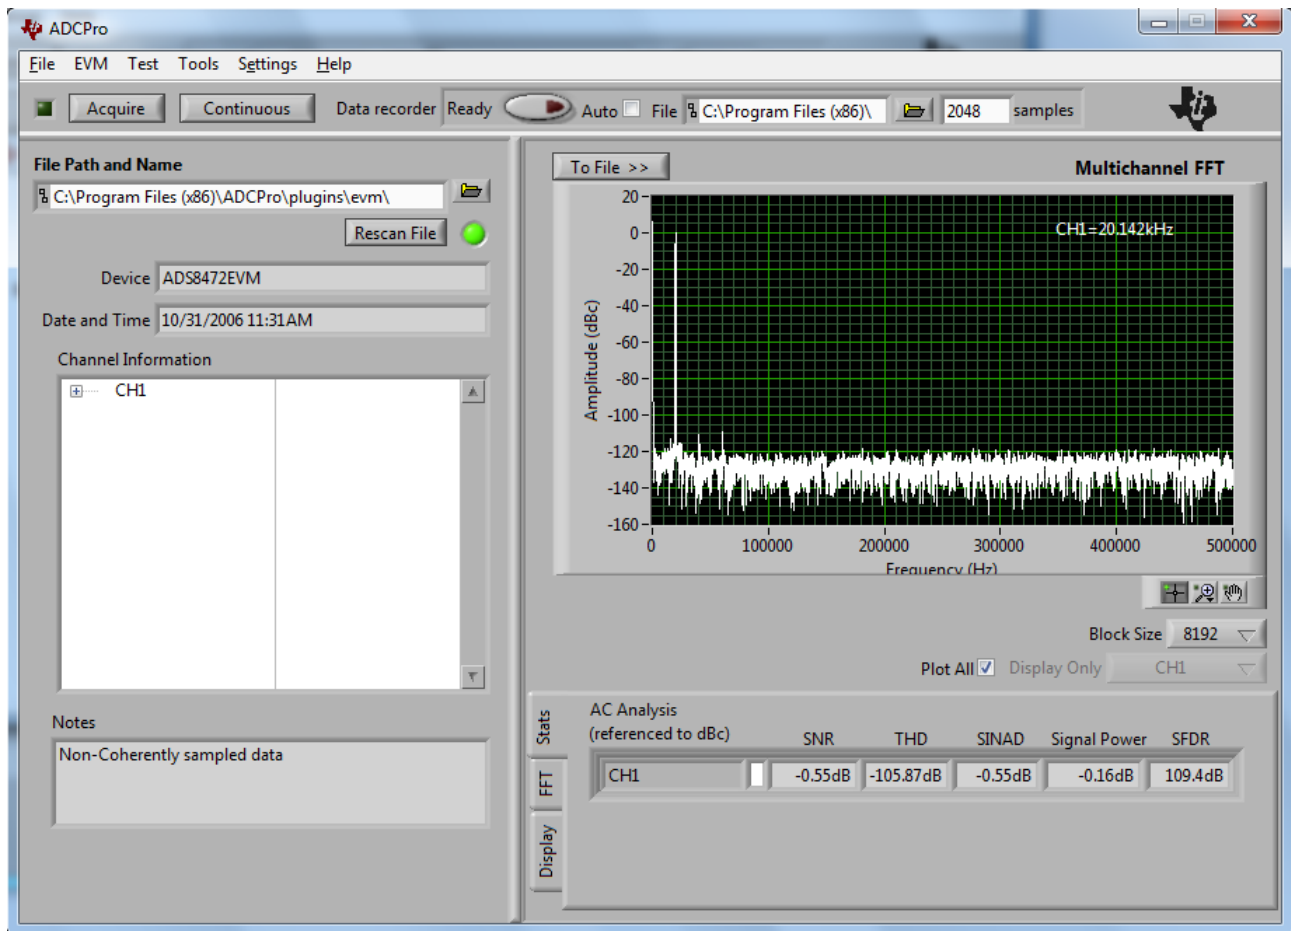 ADCPro
File EVM Test Tools Settings Help
Acquire Continuous Data recorder Ready Auto File C:\Program Files (x86)\ 2048 samples
File Path and Name
C:\Program Files (x86)\ADCPro\plugins\evm\
Rescan File
Device ADS8472EVM
Date and Time 10/31/2006 11:31AM
Channel Information
CH1
Notes
Non-Coherently sampled data
To File >>
Multichannel FFT
CH1=20.142kHz
Amplitude (dBc)
20
0
-20
-40
-60
-80
-100
-120
-140
-160
0 100000 200000 300000 400000 500000
Frequency (Hz)
Block Size 8192
Plot All Display Only CH1
Stats
FFT
Display
AC Analysis
(referenced to dBc) SNR THD SINAD Signal Power SFDR
CH1 -0.55dB -105.87dB -0.55dB -0.16dB 109.4dB